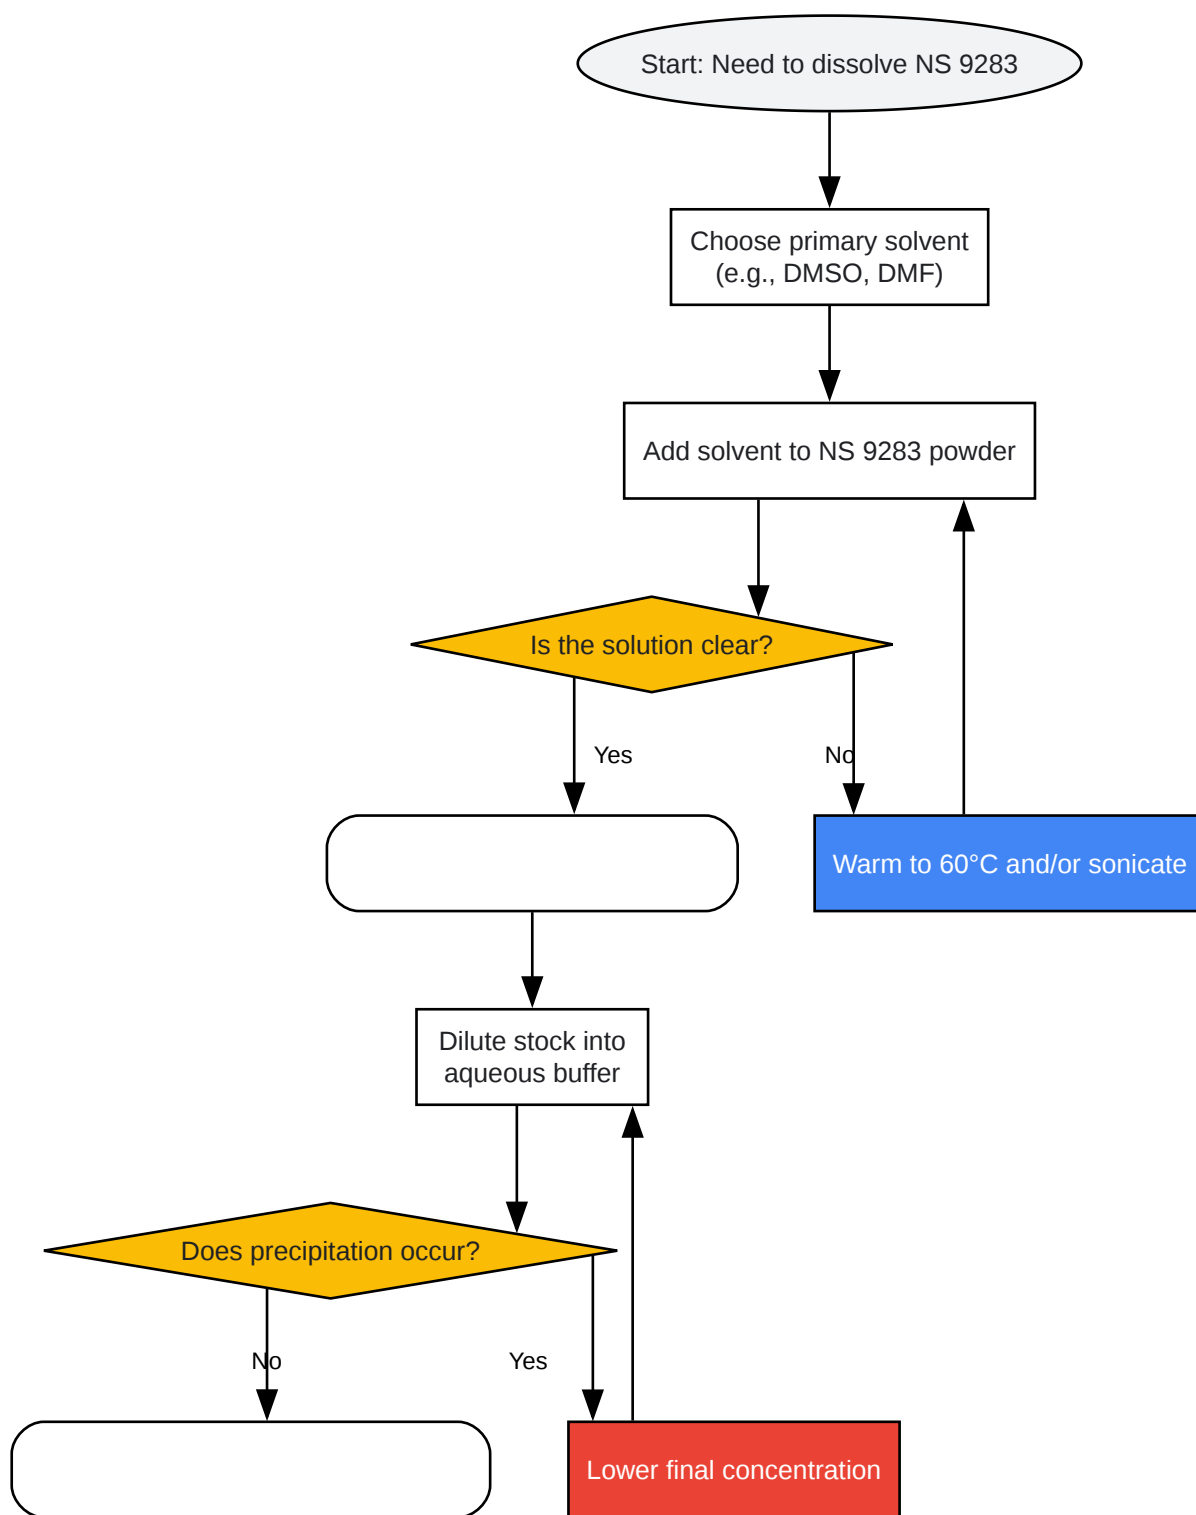 Start: Need to dissolve NS 9283
Choose primary solvent
(e.g., DMSO, DMF)
Add solvent to NS 9283 powder
Is the solution clear?
Yes
No
Warm to 60°C and/or sonicate
Dilute stock into
aqueous buffer
Does precipitation occur?
No
Yes
Lower final concentration